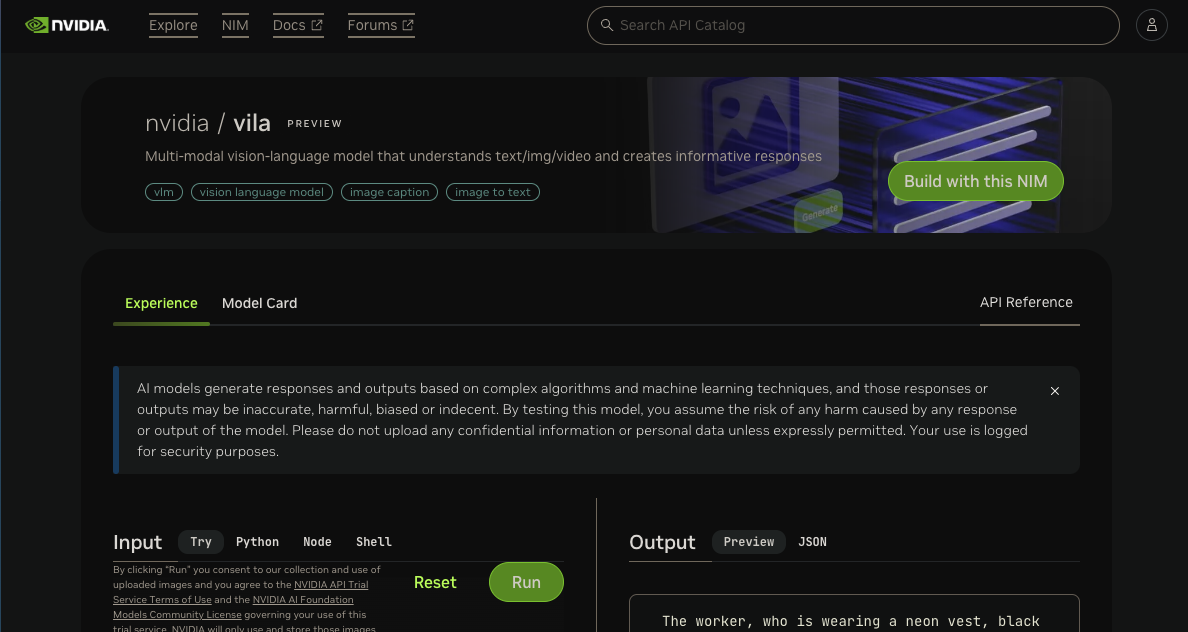 NVIDIA.
Explore
NIM
Docs
Forums
Search API Catalog
nvidia / vila PREVIEW
Multi-modal vision-language model that understands text/img/video and creates informative responses
vlm
vision language model
image caption
image to text
Generate
Build with this NIM
Experience
Model Card
API Reference
AI models generate responses and outputs based on complex algorithms and machine learning techniques, and those responses or
outputs may be inaccurate, harmful, biased or indecent. By testing this model, you assume the risk of any harm caused by any response
or output of the model. Please do not upload any confidential information or personal data unless expressly permitted. Your use is logged
for security purposes.
Input
Try
Python
Node
Shell
By clicking “Run” you consent to our collection and use of
uploaded images and you agree to the NVIDIA API Trial
Service Terms of Use and the NVIDIA AI Foundation
Models Community License governing your use of this
trial service. NVIDIA will only use and store those images
Reset
Run
Output
Preview
JSON
The worker, who is wearing a neon vest, black